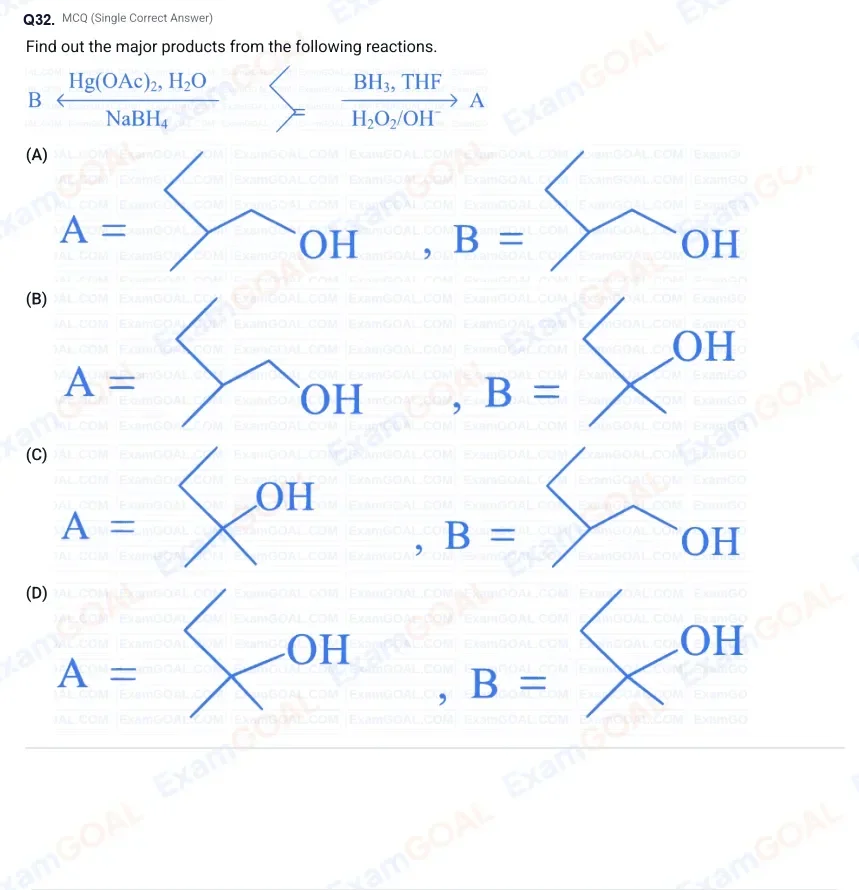 Q32. MCQ (Single Correct Answer)
Find out the major products from the following reactions.
B Hg(OAc)₂, H₂O NaBH₄ BH₃, THF H₂O₂/OH⁻ A
(A)
A = OH , B = OH
(B)
A = OH , B = OH
(C)
A = OH , B = OH
(D)
A = OH , B = OH
ExamGOAL